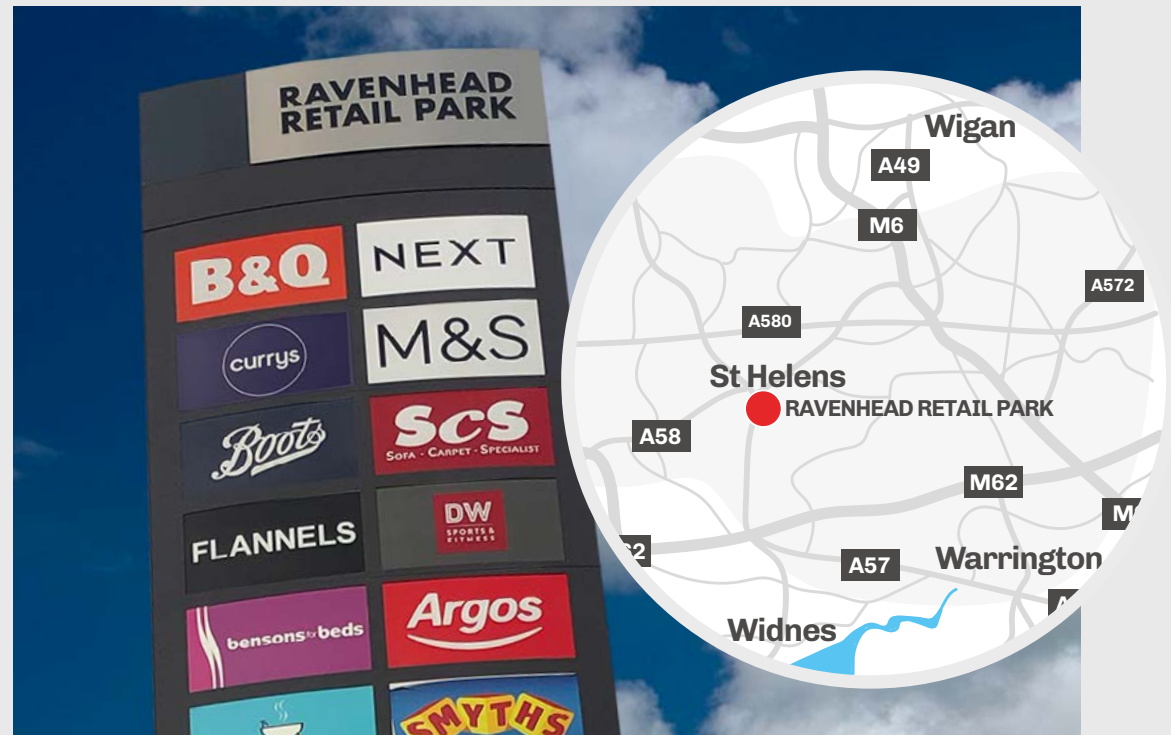 RAVENHEAD
RETAIL PARK
B&Q
NEXT
currys
M&S
Boots
ScS
SOFA - CARPET - SPECIALIST
FLANNELS
DW
SPORTS &
FITNESS
bensons for beds
Argos
SMYTHS
Wigan
A49
M6
A572
A580
St Helens
RAVENHEAD RETAIL PARK
A58
M62
A57
Warrington
Widnes